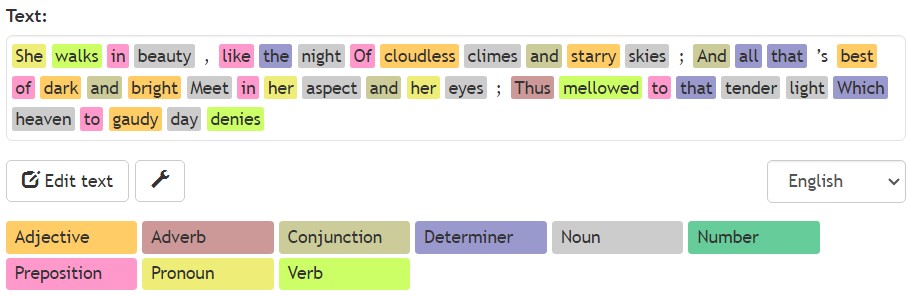 Text:
She walks in beauty , like the night Of cloudless climes and starry skies ; And all that ’s best
of dark and bright Meet in her aspect and her eyes ; Thus mellowed to that tender light Which
heaven to gaudy day denies
Edit text English
Adjective Adverb Conjunction Determiner Noun Number
Preposition Pronoun Verb